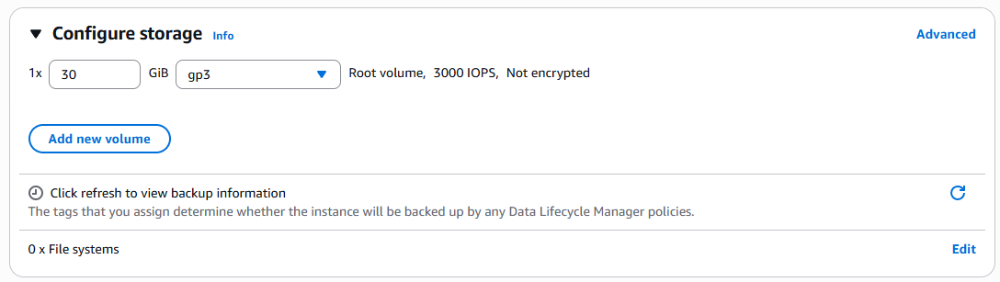 Configure storage Info Advanced
1x 30 GiB gp3 Root volume, 3000 IOPS, Not encrypted
Add new volume
Click refresh to view backup information
The tags that you assign determine whether the instance will be backed up by any Data Lifecycle Manager policies.
0 x File systems Edit